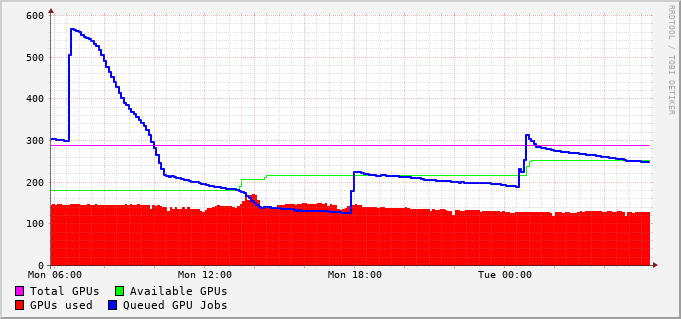 600
500
400
300
200
100
0
Mon 06:00 Mon 12:00 Mon 18:00 Tue 00:00
Total GPUs Available GPUs
GPUs used Queued GPU Jobs
RRDTOOL / TOBI OETIKER